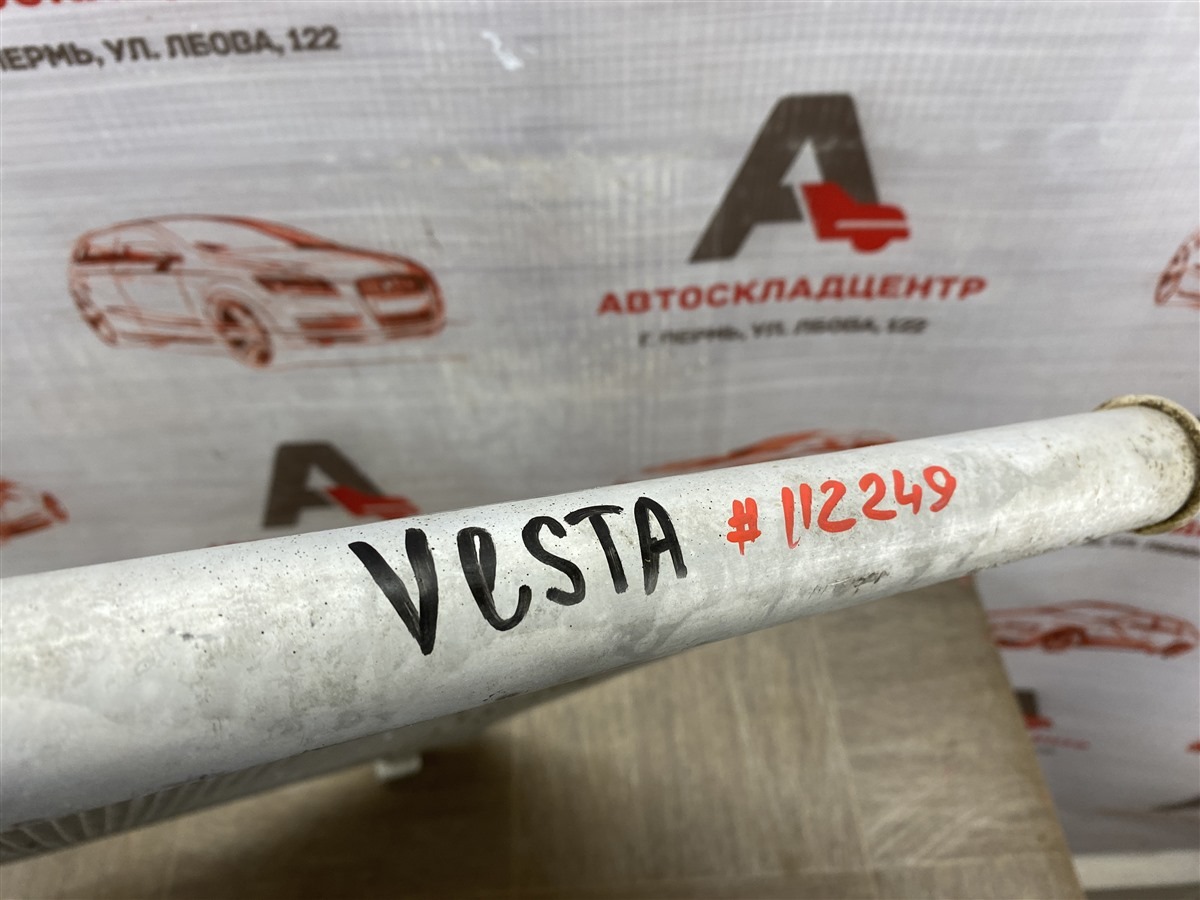 ПЕРМЬ, УЛ. ЛБОВА, 122
АВТОСКЛАДЦЕНТР
Г. ПЕРМЬ, УЛ. ЛБОВА, 122
VeSTA #112249